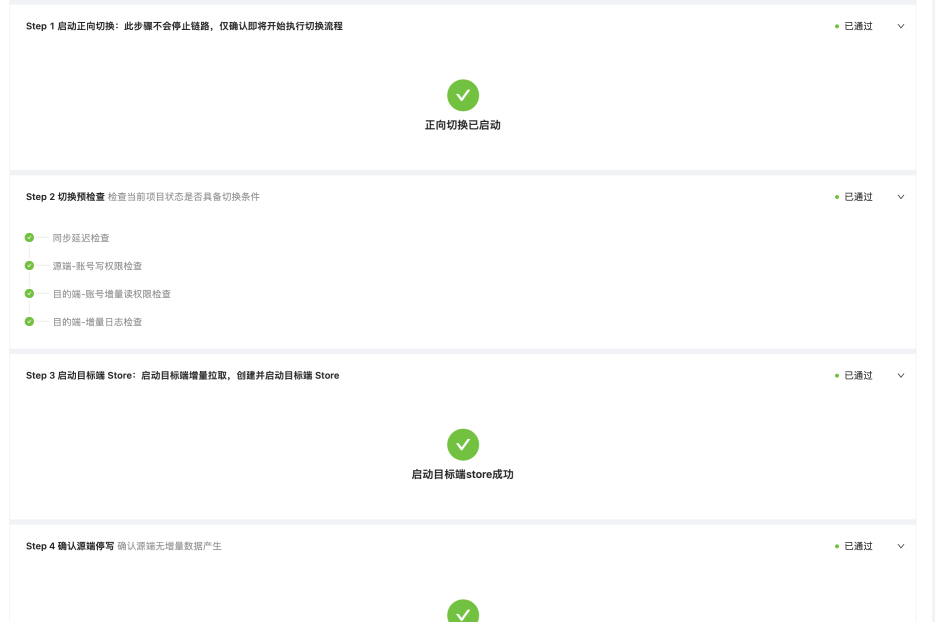 Step 1 启动正向切换：此步骤不会停止链路，仅确认即将开始执行切换流程 已通过
正向切换已启动
Step 2 切换预检查 检查当前项目状态是否具备切换条件 已通过
同步延迟检查
源端-账号写权限检查
目的端-账号增量读权限检查
目的端-增量日志检查
Step 3 启动目标端 Store：启动目标端增量拉取，创建并启动目标端 Store 已通过
启动目标端store成功
Step 4 确认源端停写 确认源端无增量数据产生 已通过